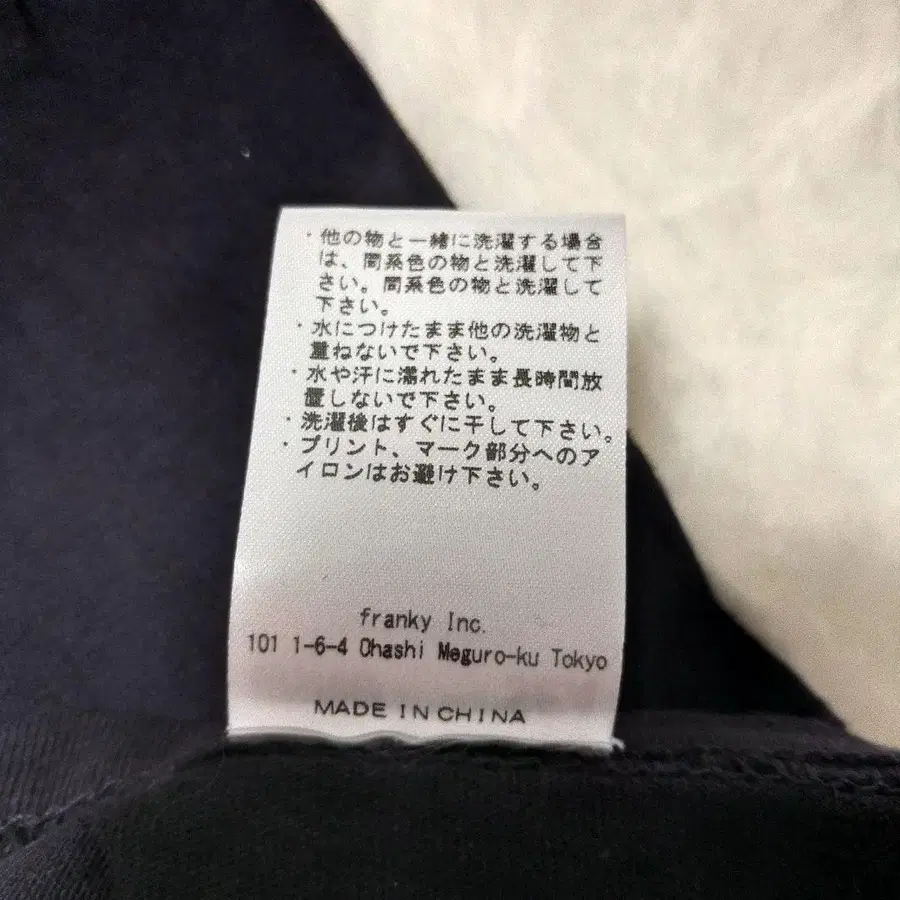 ・他の物と一緒に洗濯する場合
は、同系色の物と洗濯して下
さい。同系色の物と洗濯して
下さい。
・水につけたまま他の洗濯物と
重ねないで下さい。
・水や汗に濡れたまま長時間放
置しないで下さい。
・洗濯後はすぐに干して下さい。
・プリント、マーク部分へのア
イロンはお避け下さい。
franky Inc.
101 1-6-4 Ohashi Meguro-ku Tokyo
MADE IN CHINA